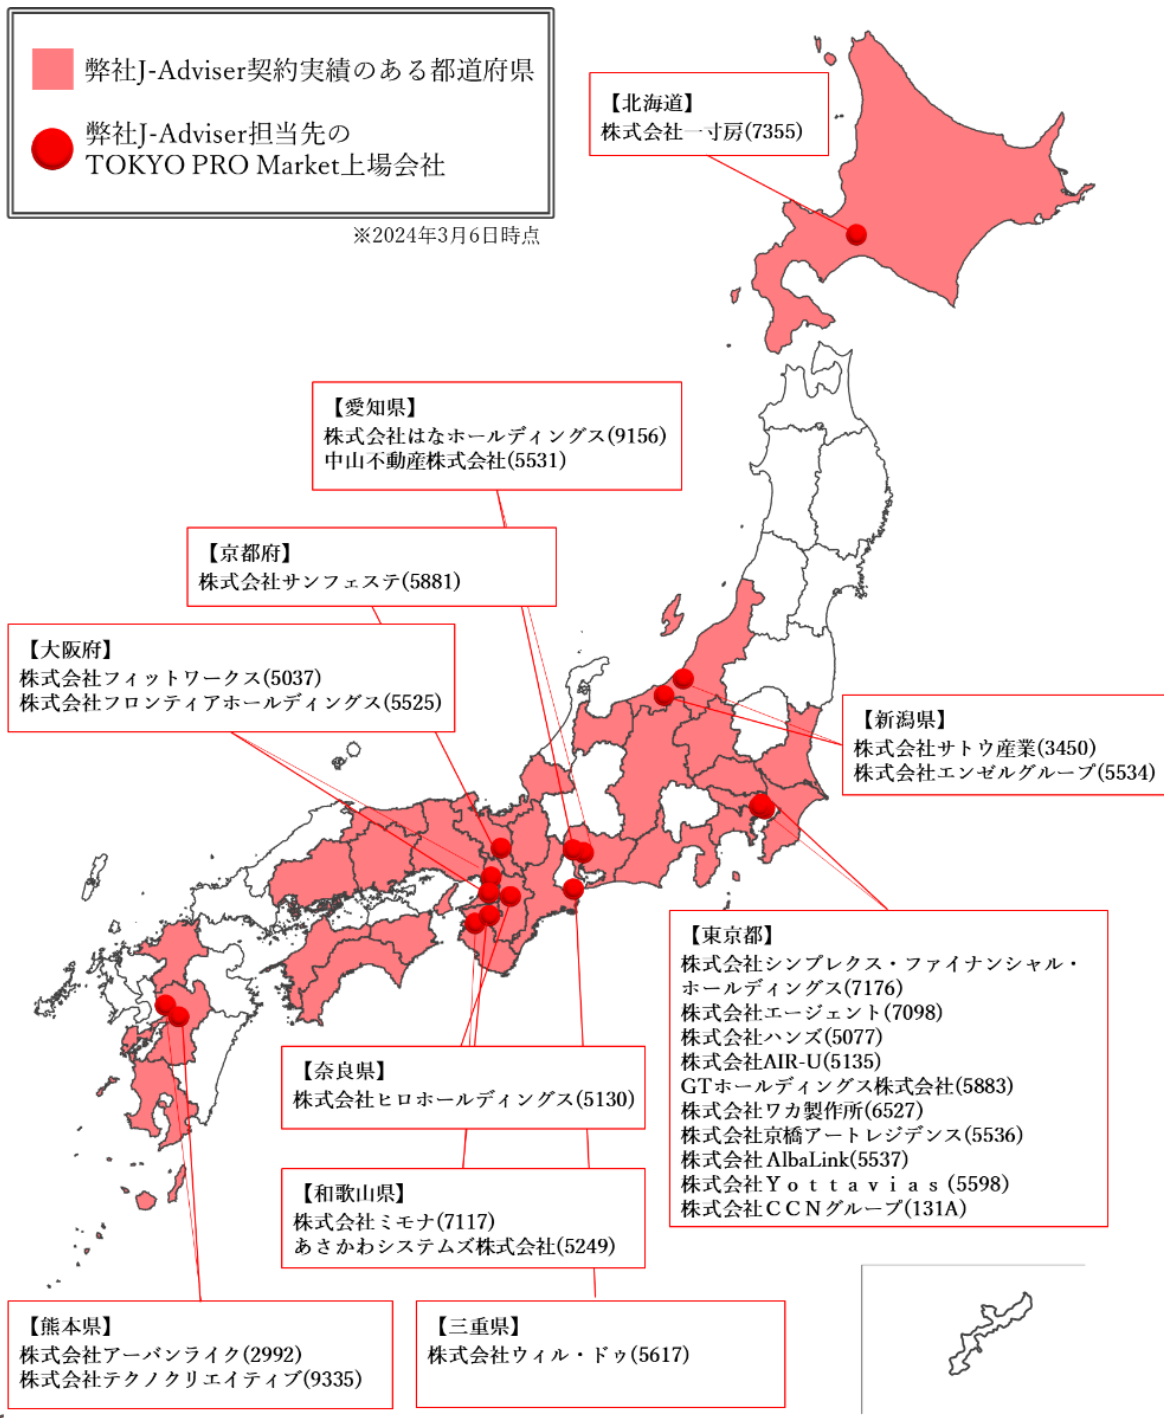 弊社J-Adviser契約実績のある都道府県
弊社J-Adviser担当先の
TOKYO PRO Market上場会社
※2024年3月6日時点
【北海道】
株式会社一寸房(7355)
【愛知県】
株式会社はなホールディングス(9156)
中山不動産株式会社(5531)
【京都府】
株式会社サンフェステ(5881)
【大阪府】
株式会社フィットワークス(5037)
株式会社フロンティアホールディングス(5525)
【新潟県】
株式会社サトウ産業(3450)
株式会社エンゼルグループ(5534)
【東京都】
株式会社シンプレクス・ファイナンシャル・
ホールディングス(7176)
株式会社エージェント(7098)
株式会社ハンズ(5077)
株式会社AIR-U(5135)
GTホールディングス株式会社(5883)
株式会社ワカ製作所(6527)
株式会社京橋アートレジデンス(5536)
株式会社AlbaLink(5537)
株式会社Ｙｏｔｔａｖｉａｓ(5598)
株式会社ＣＣＮグループ(131A)
【奈良県】
株式会社ヒロホールディングス(5130)
【和歌山県】
株式会社ミモナ(7117)
あさかわシステムズ株式会社(5249)
【熊本県】
株式会社アーバンライク(2992)
株式会社テクノクリエイティブ(9335)
【三重県】
株式会社ウィル・ドゥ(5617)